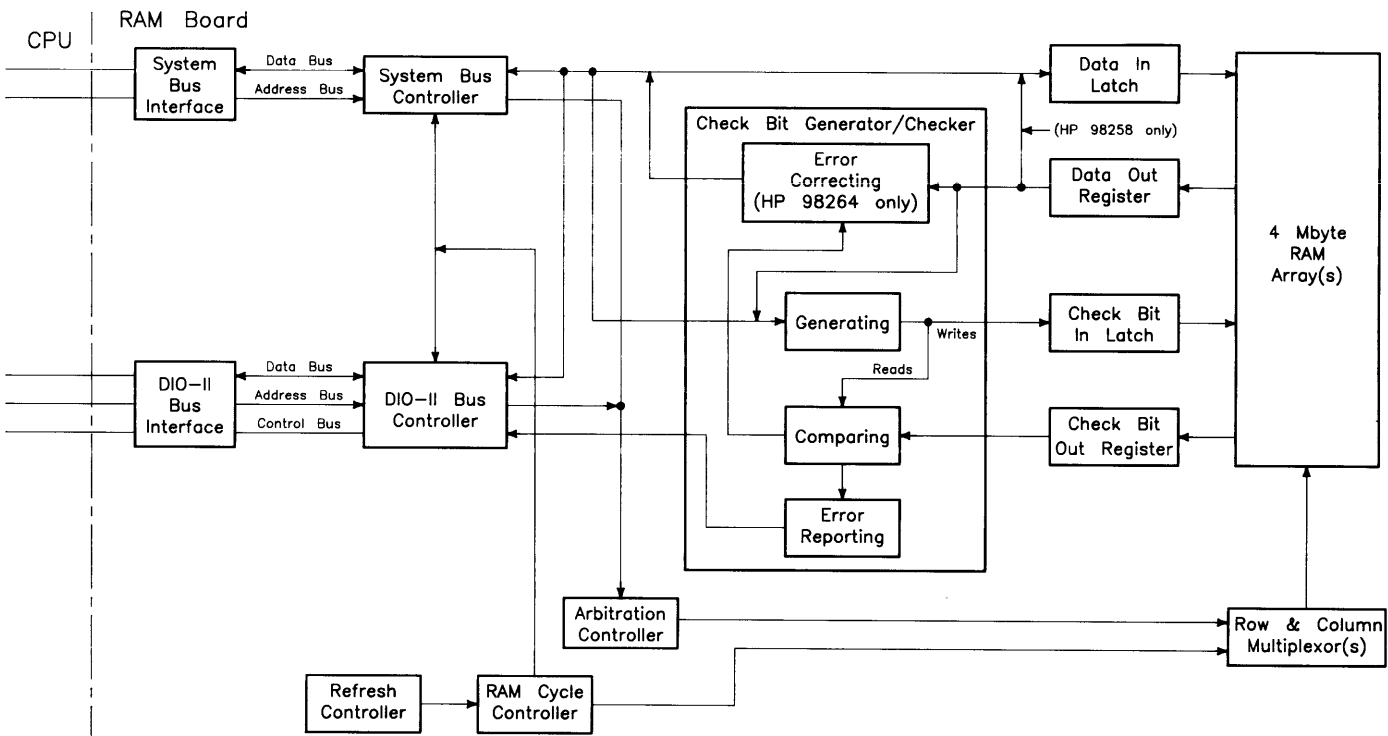 RAM Board
CPU
System
Bus
Interface
Data Bus
Address Bus
System Bus
Controller
Data In
Latch
(HP 98258 only)
Check Bit Generator/Checker
Error
Correcting
(HP 98264 only)
Data Out
Register
4 Mbyte
RAM
Array(s)
Generating
Writes
Reads
Check Bit
In Latch
DIO-II
Bus
Interface
Data Bus
Address Bus
Control Bus
DIO-II Bus
Controller
Comparing
Check Bit
Out Register
Error
Reporting
Arbitration
Controller
Row & Column
Multiplexor(s)
Refresh
Controller
RAM Cycle
Controller